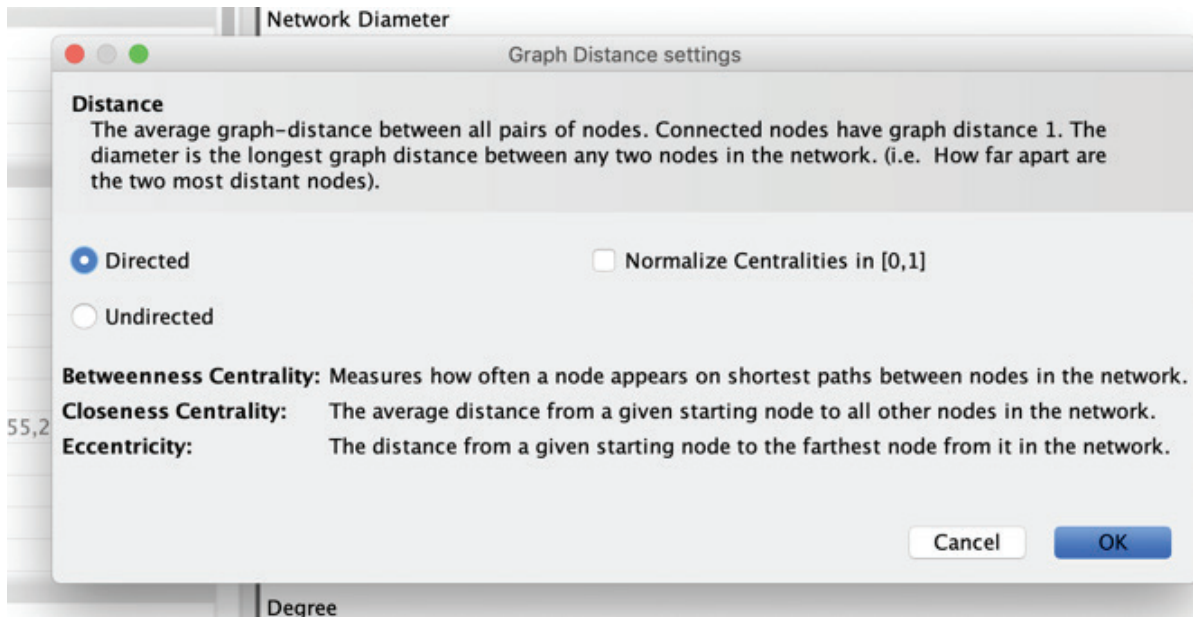 Network Diameter
Graph Distance settings
Distance
The average graph-distance between all pairs of nodes. Connected nodes have graph distance 1. The
diameter is the longest graph distance between any two nodes in the network. (i.e. How far apart are
the two most distant nodes).
Directed
Normalize Centralities in [0,1]
Undirected
Betweenness Centrality: Measures how often a node appears on shortest paths between nodes in the network.
Closeness Centrality: The average distance from a given starting node to all other nodes in the network.
55,2
Eccentricity: The distance from a given starting node to the farthest node from it in the network.
Cancel
OK
Degree